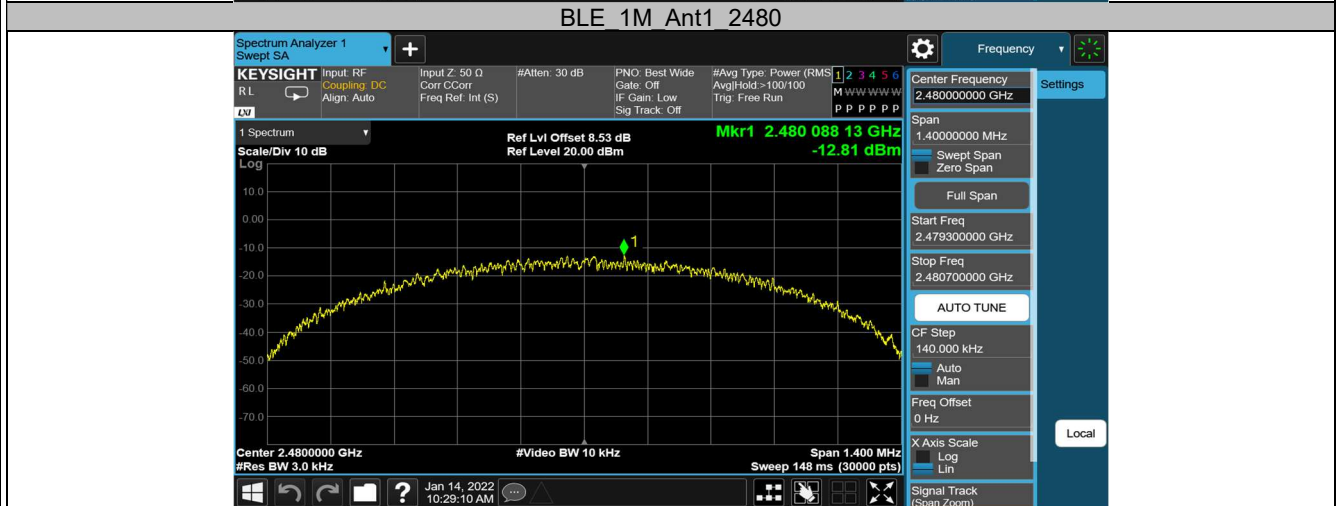 BLE_1M_Ant1_2480
Spectrum Analyzer 1
Swept SA
+
Frequency
KEYSIGHT
RL
LXI
Input: RF
Coupling: DC
Align: Auto
Input Z: 50 Ω
Corr CCorr
Freq Ref: Int (S)
#Atten: 30 dB
PNO: Best Wide
Gate: Off
IF Gain: Low
Sig Track: Off
#Avg Type: Power (RMS
Avg|Hold:>100/100
Trig: Free Run
1 2 3 4 5 6
M W W W W W
P P P P P P
1 Spectrum
Scale/Div 10 dB
Log
Ref Lvl Offset 8.53 dB
Ref Level 20.00 dBm
Mkr1 2.480 088 13 GHz
-12.81 dBm
10.0
0.00
-10.0
-20.0
-30.0
-40.0
-50.0
-60.0
-70.0
1
Center 2.4800000 GHz
#Res BW 3.0 kHz
#Video BW 10 kHz
Span 1.400 MHz
Sweep 148 ms (30000 pts)
Center Frequency
2.480000000 GHz
Settings
Span
1.40000000 MHz
Swept Span
Zero Span
Full Span
Start Freq
2.479300000 GHz
Stop Freq
2.480700000 GHz
AUTO TUNE
CF Step
140.000 kHz
Auto
Man
Freq Offset
0 Hz
X Axis Scale
Log
Lin
Signal Track
(Span Zoom)
Local
?
Jan 14, 2022
10:29:10 AM